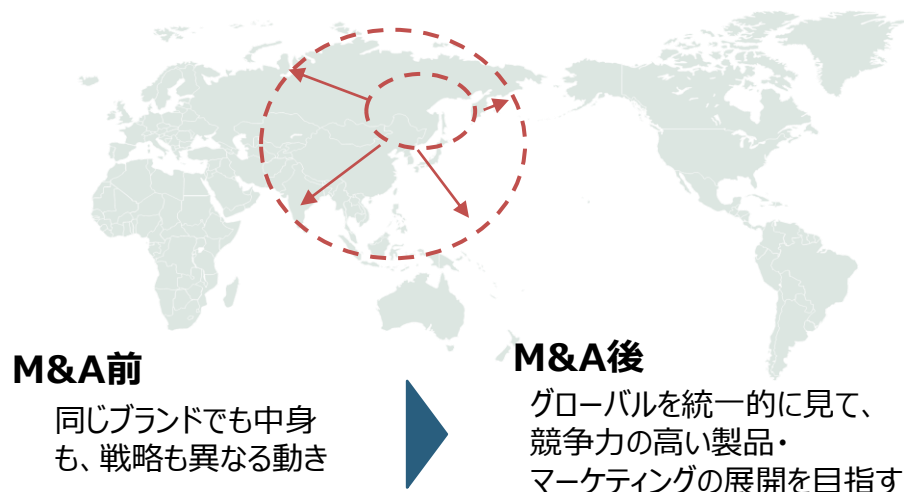 M&A前
同じブランドでも中身
も、戦略も異なる動き
M&A後
グローバルを統一的に見て、
競争力の高い製品・
マーケティングの展開を目指す